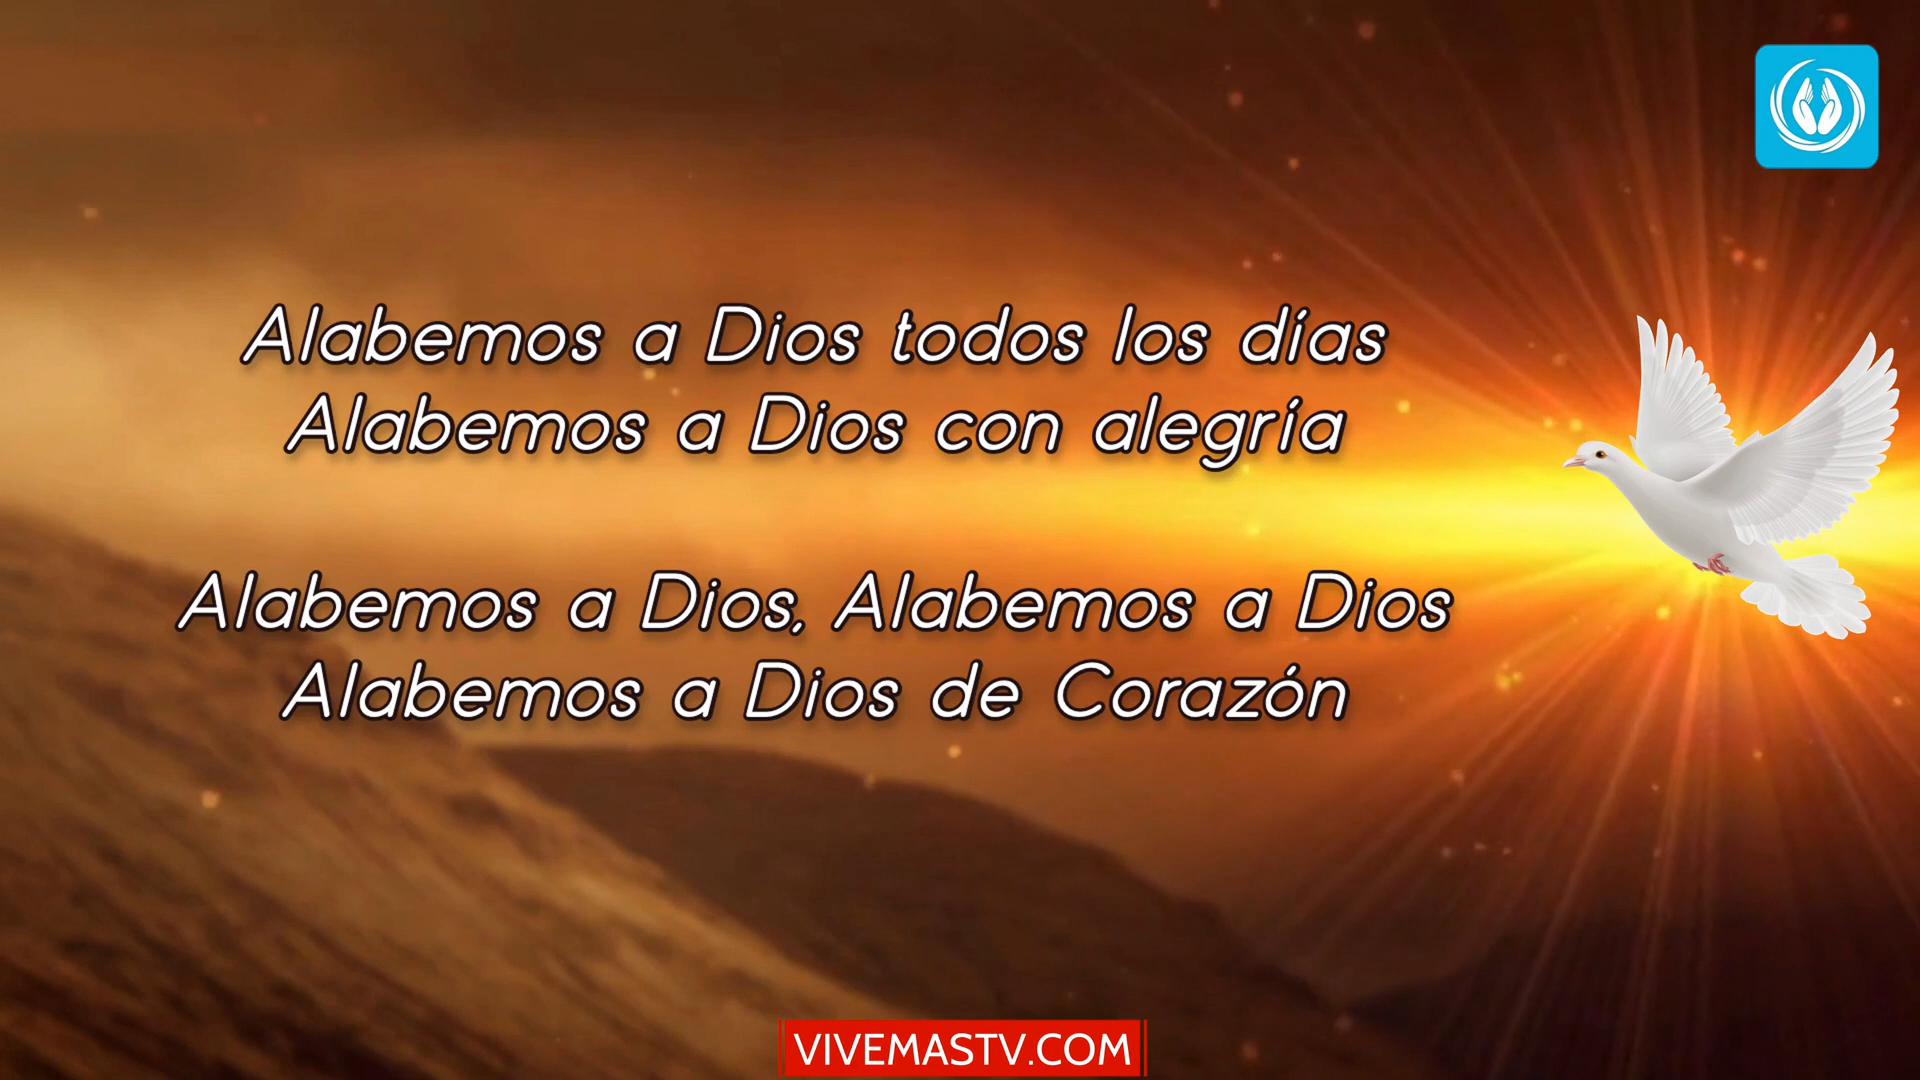 Alabemos a Dios todos los días
Alabemos a Dios con alegría
Alabemos a Dios, Alabemos a Dios
Alabemos a Dios de Corazón
VIVEMASTV.COM